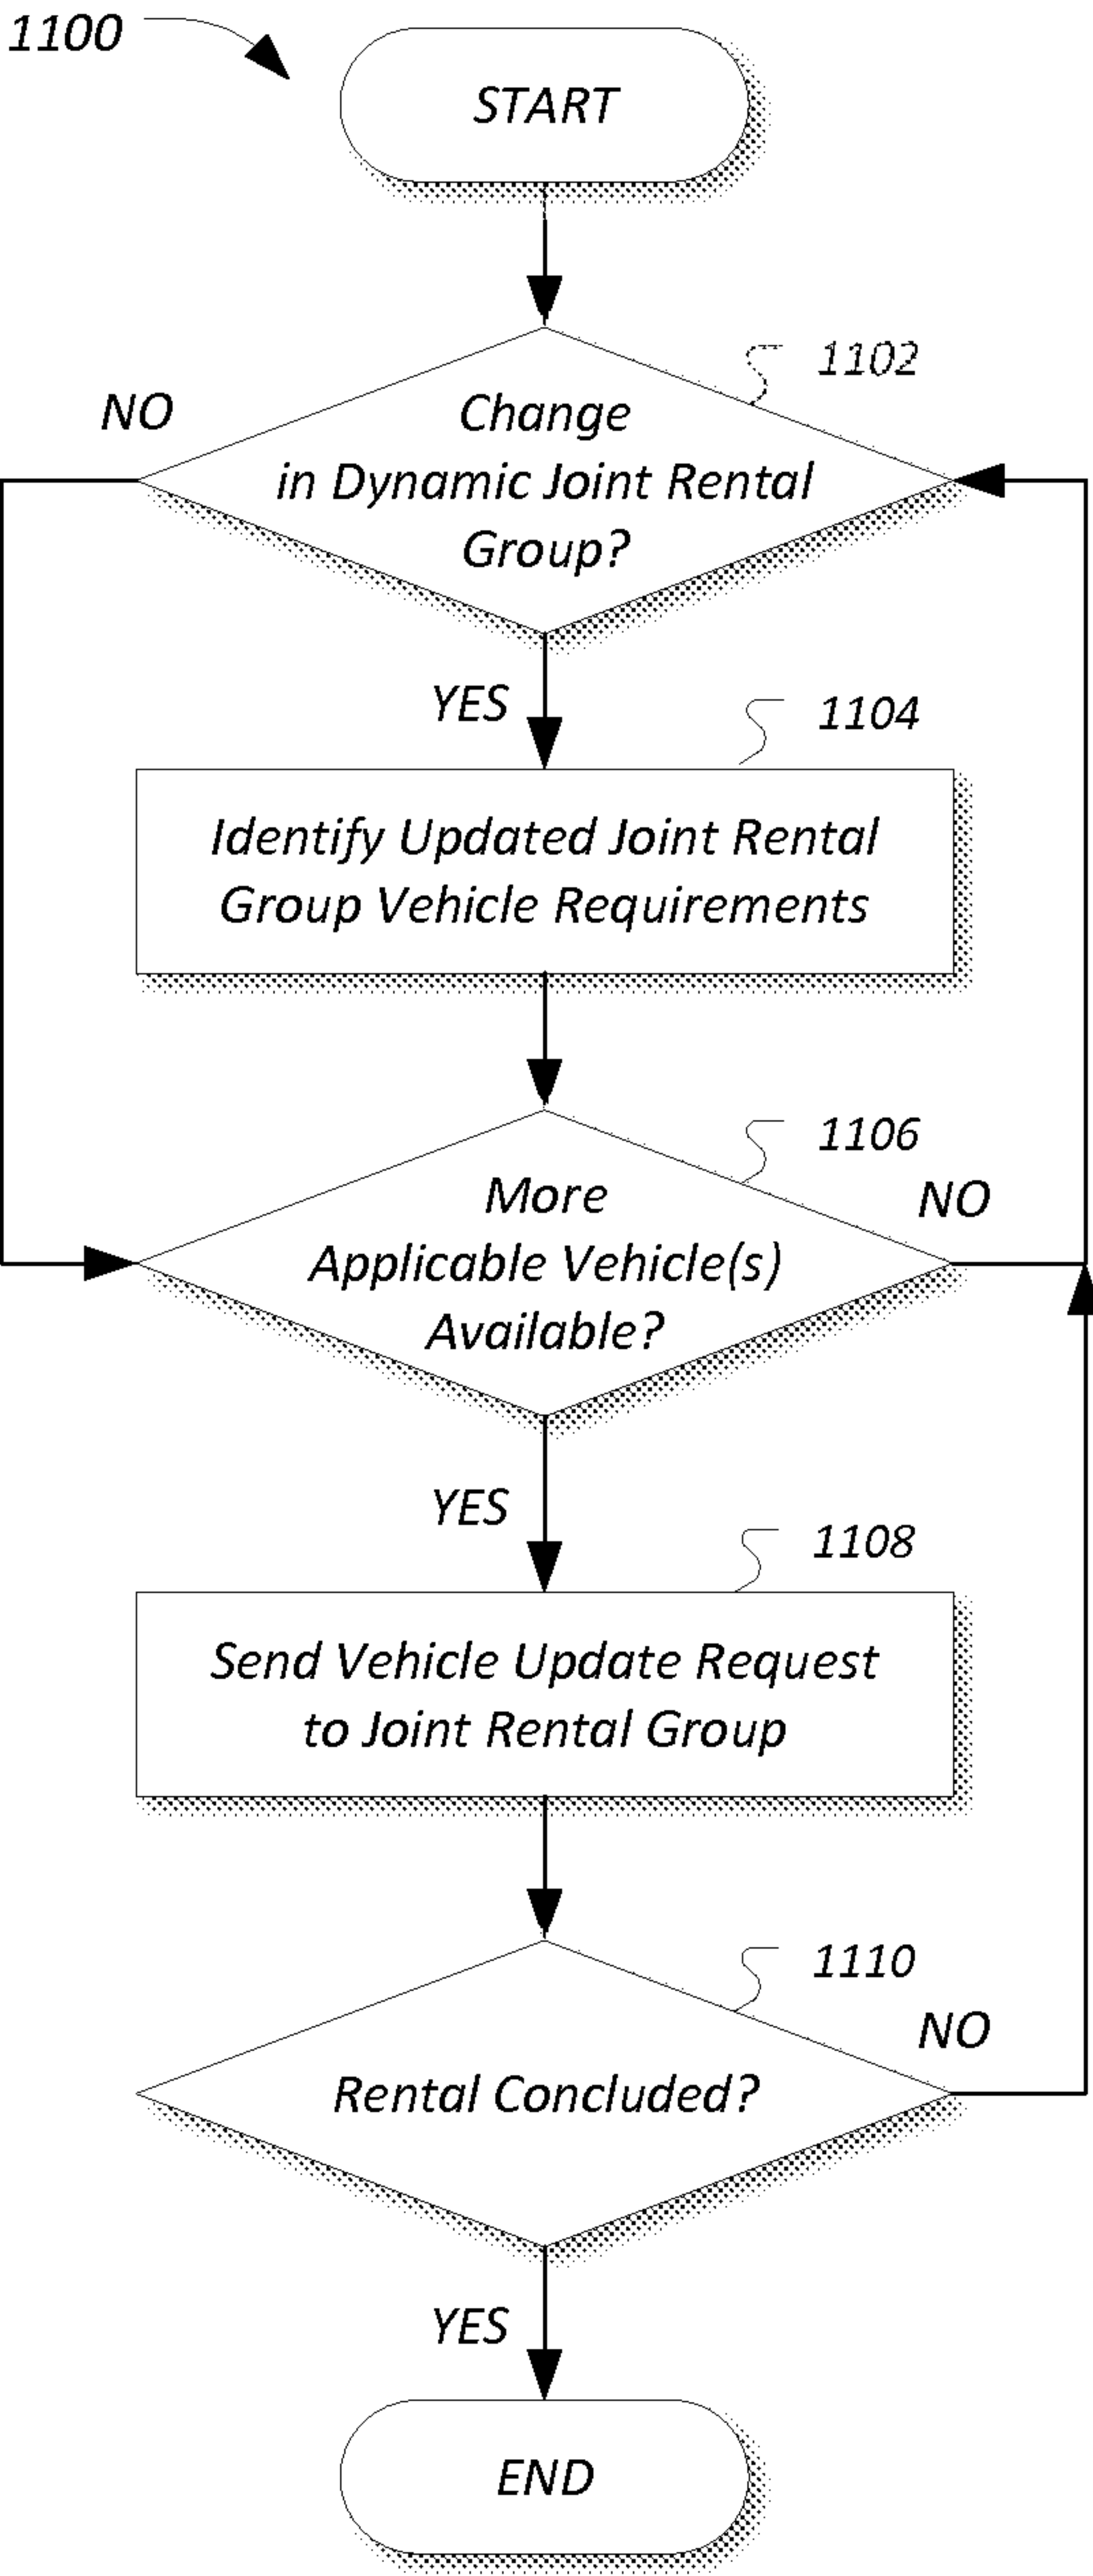 1100
START
1102
NO
Change
in Dynamic Joint Rental
Group?
YES
1104
Identify Updated Joint Rental
Group Vehicle Requirements
1106
NO
More
Applicable Vehicle(s)
Available?
YES
1108
Send Vehicle Update Request
to Joint Rental Group
1110
NO
Rental Concluded?
YES
END